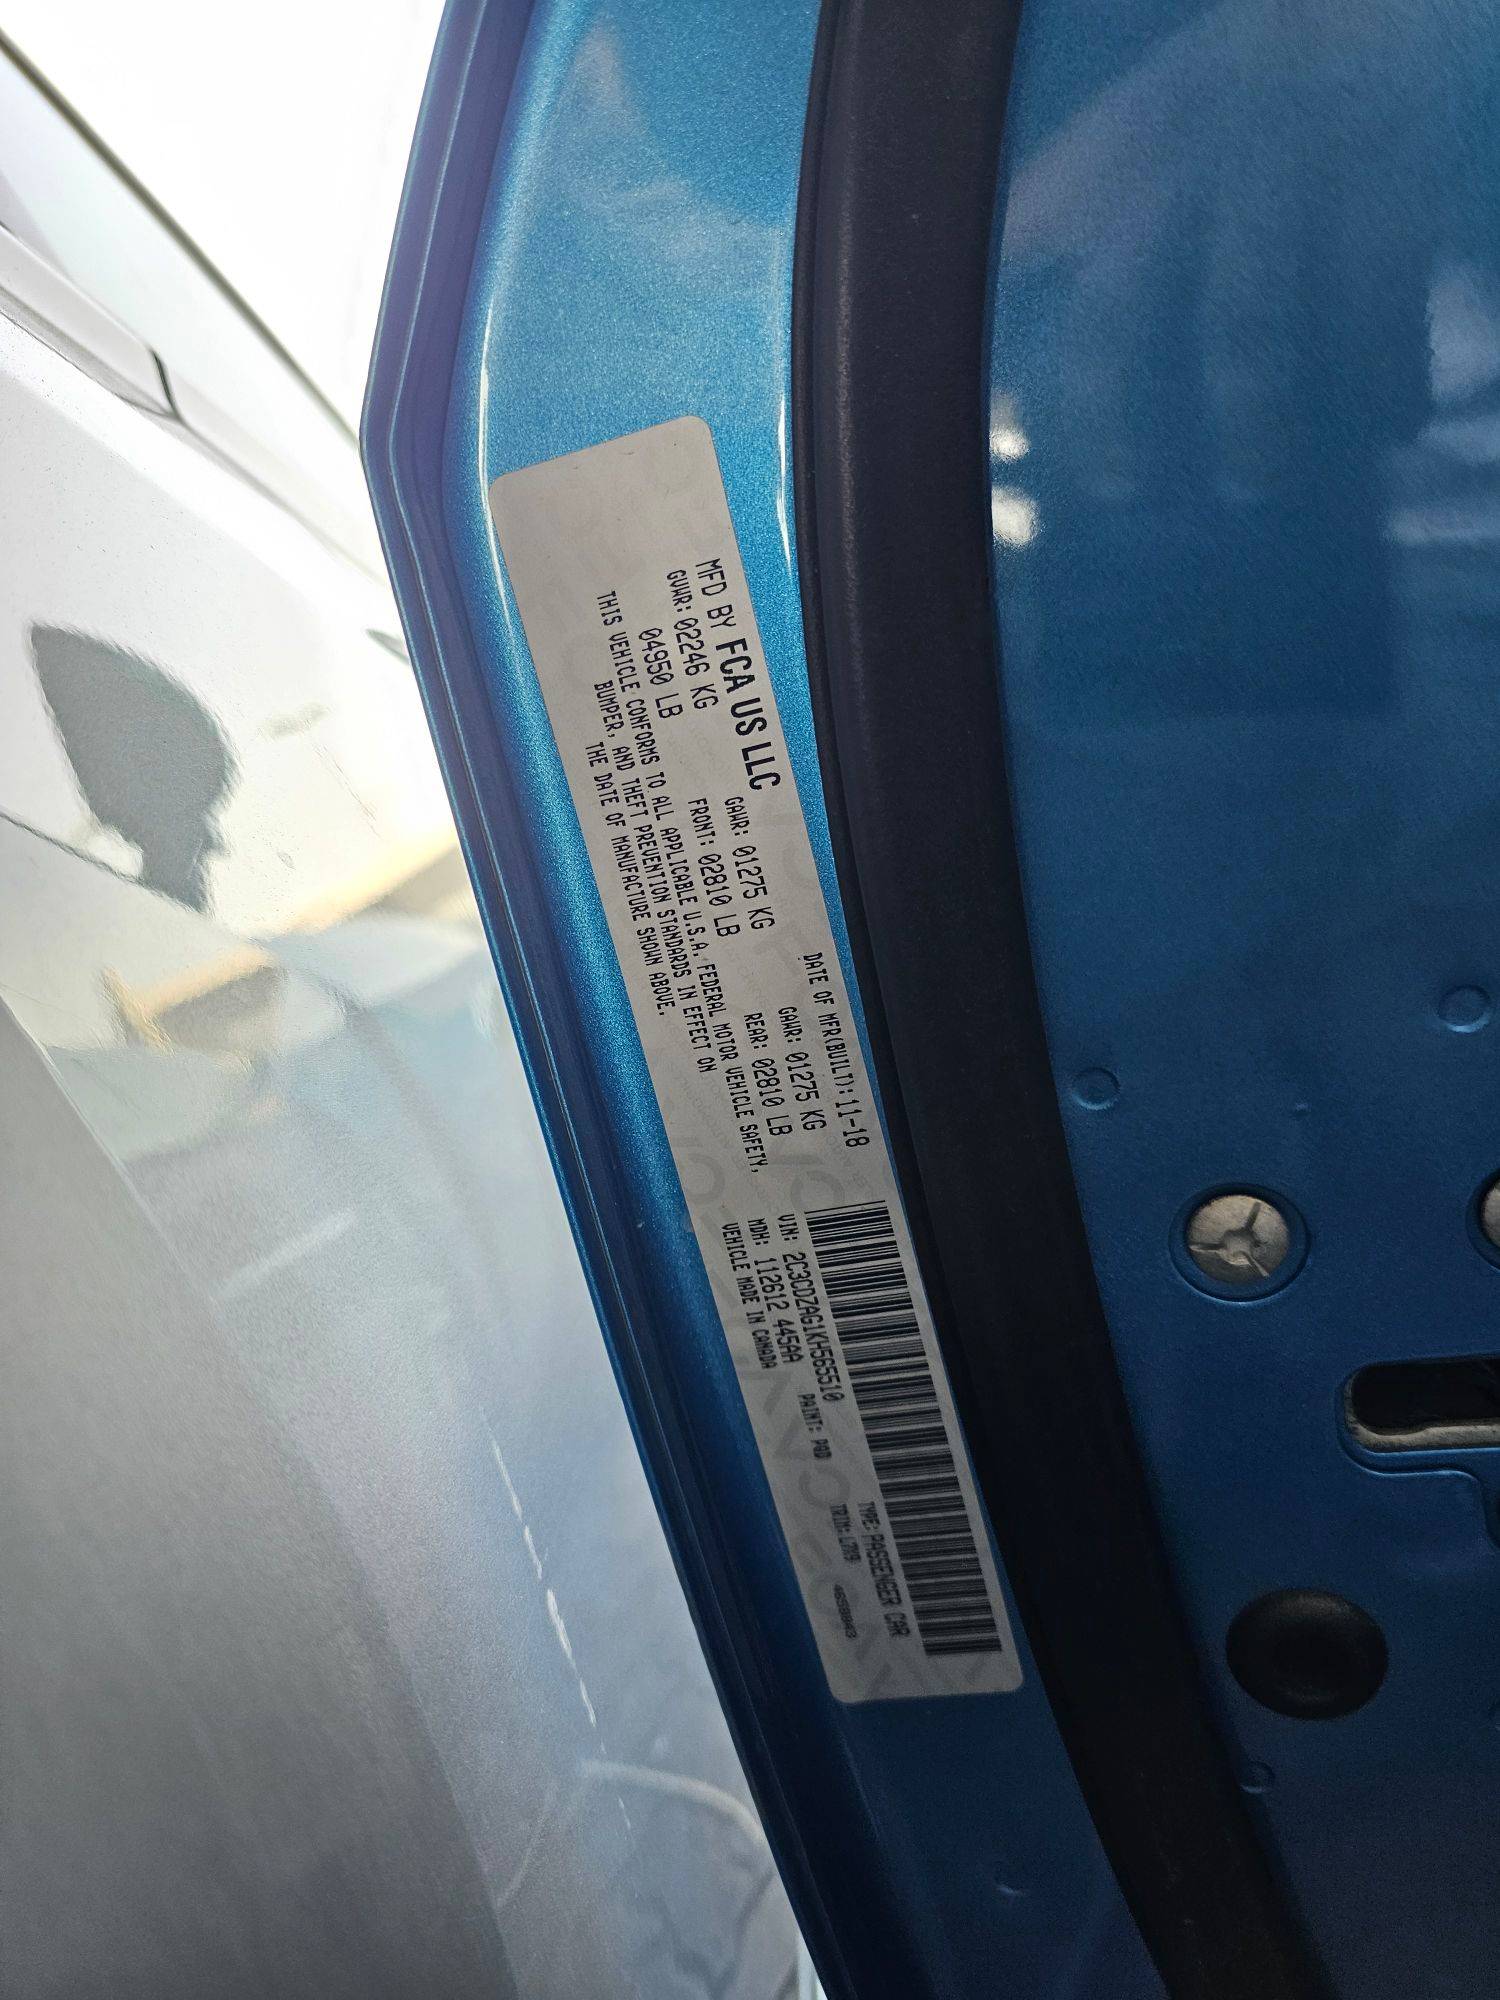 MFD BY FCA US LLC
DATE OF MFR(BUILT): 11-18
GVWR: 02246 KG
GAWR: 01275 KG
GAWR: 01275 KG
04950 LB
FRONT: 02810 LB
REAR: 02810 LB
THIS VEHICLE CONFORMS TO ALL APPLICABLE U.S.A. FEDERAL MOTOR VEHICLE SAFETY,
BUMPER, AND THEFT PREVENTION STANDARDS IN EFFECT ON
THE DATE OF MANUFACTURE SHOWN ABOVE.
VIN: 2C3CDZAG1KH565510
TYPE: PASSENGER CAR
MDH: 112612 445AA
PAINT: PQD
TRIM: L7M9
VEHICLE MADE IN CANADA